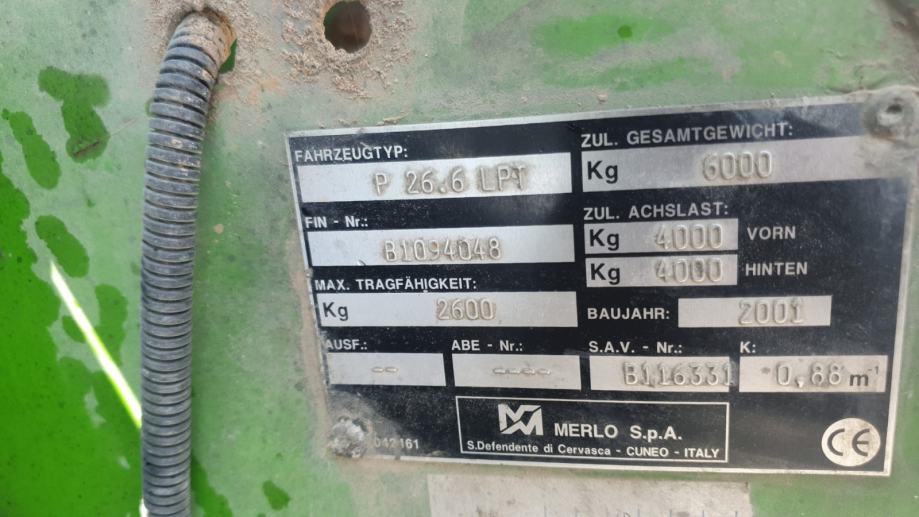 FAHRZEUGTYP:
P 26.6 LPT
FIN - Nr.:
B1094048
MAX. TRAGFÄHIGKEIT:
Kg 2600
ZUL. GESAMTGEWICHT:
Kg 6000
ZUL. ACHSLAST:
Kg 4000 VORN
Kg 4000 HINTEN
BAUJAHR: 2001
AUSF.: ABE - Nr.: S.A.V. - Nr.: K:
-- ---- B116331 0,88 m-1
MERLO S.p.A.
S.Defendente di Cervasca - CUNEO - ITALY
CE